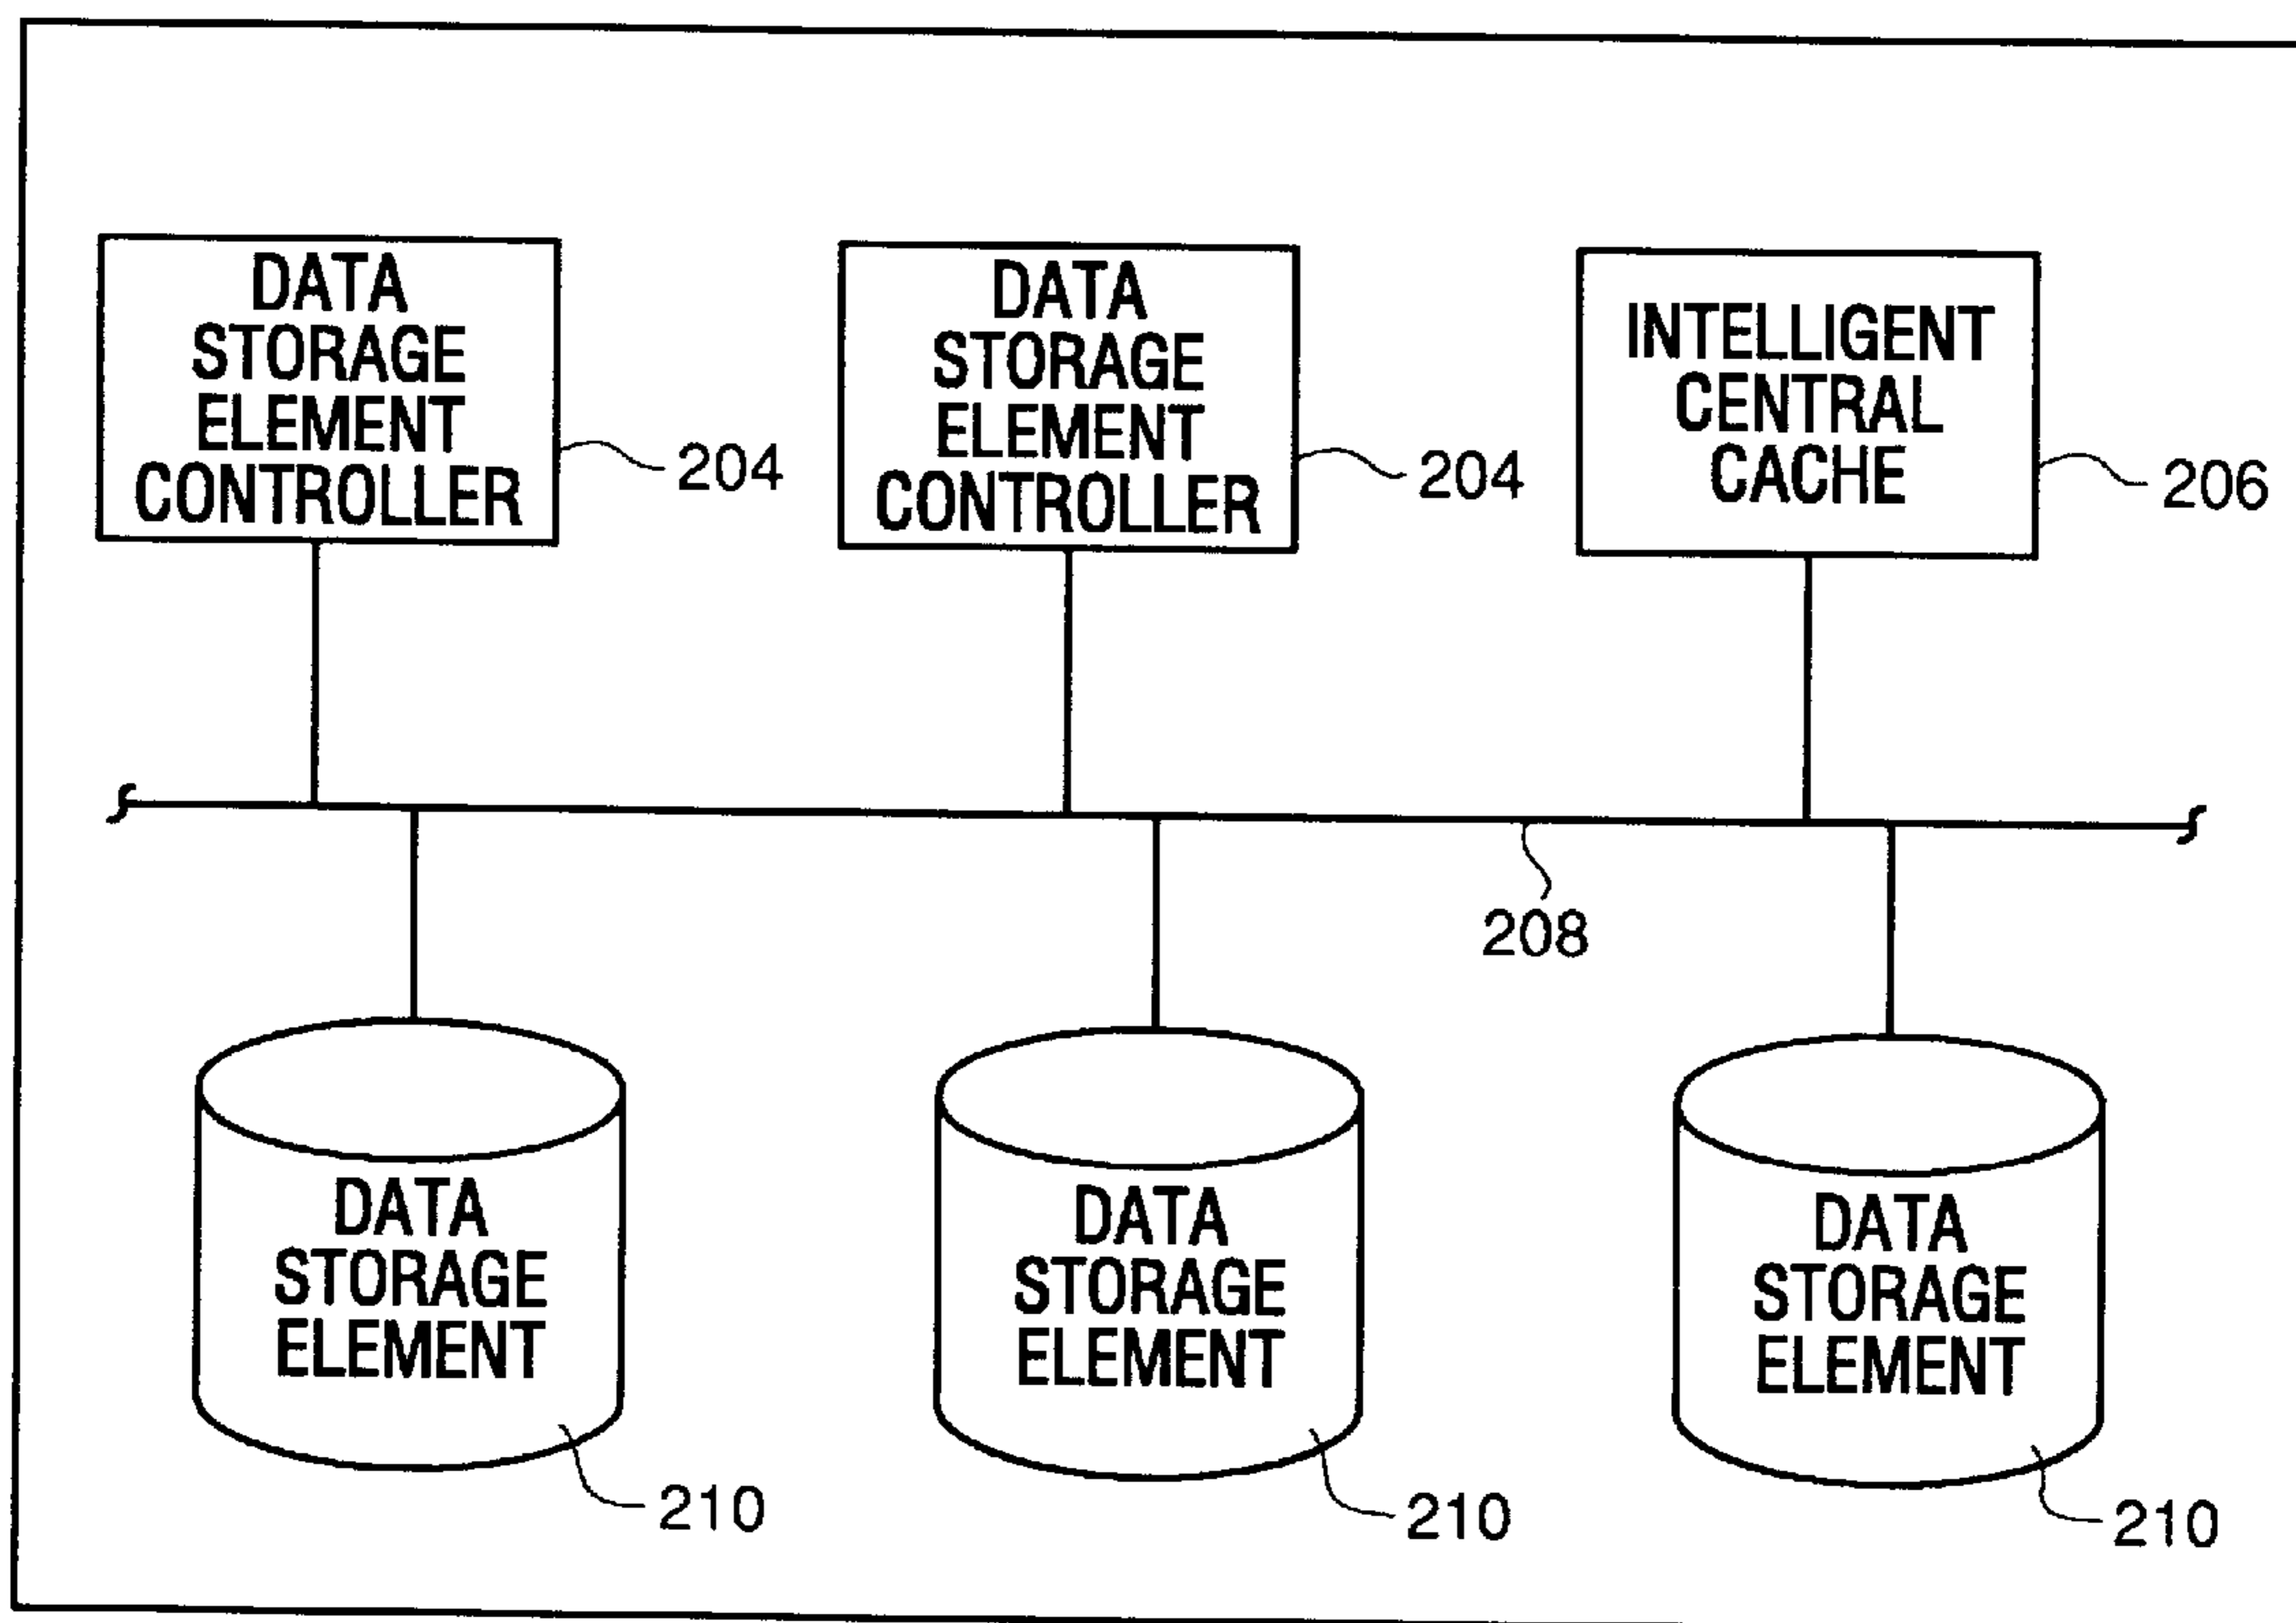 DATA
STORAGE
ELEMENT
CONTROLLER
204
DATA
STORAGE
ELEMENT
CONTROLLER
204
INTELLIGENT
CENTRAL
CACHE
206
208
DATA
STORAGE
ELEMENT
210
DATA
STORAGE
ELEMENT
210
DATA
STORAGE
ELEMENT
210